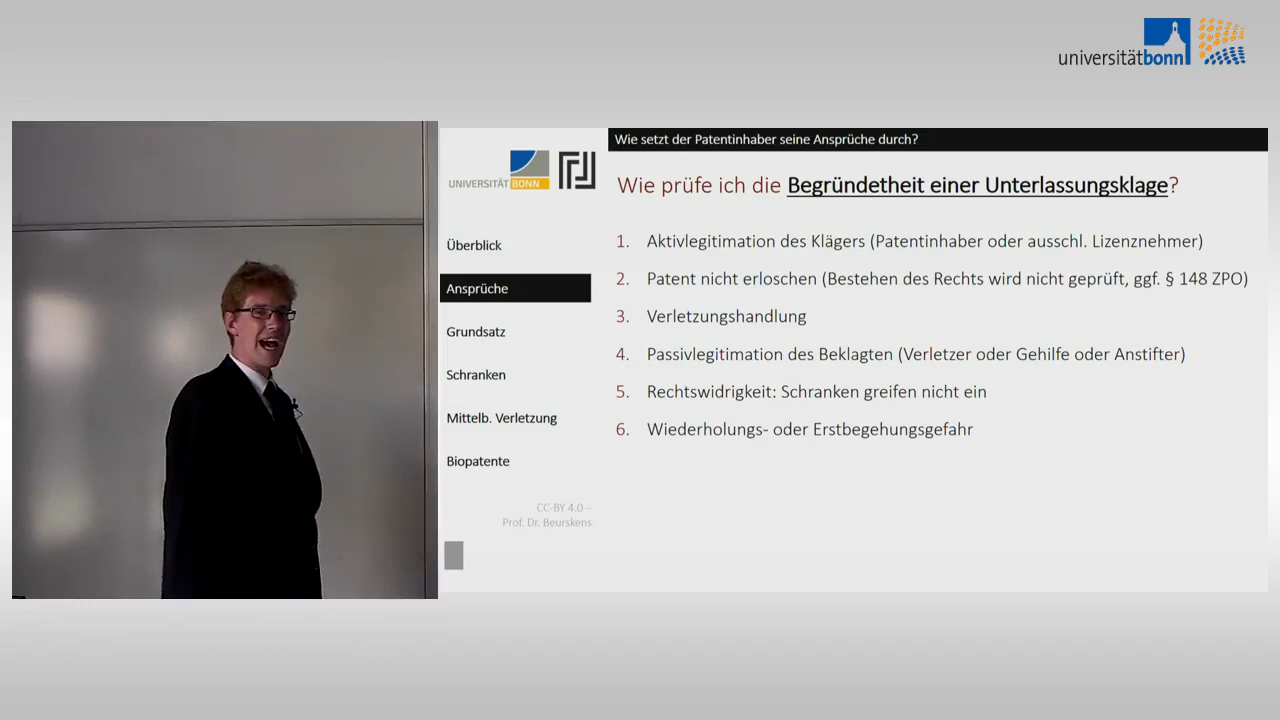 universitätbonn
Wie setzt der Patentinhaber seine Ansprüche durch?
UNIVERSITÄT BONN
Wie prüfe ich die Begründetheit einer Unterlassungsklage?
Überblick
Ansprüche
Grundsatz
Schranken
Mittelb. Verletzung
Biopatente
1. Aktivlegitimation des Klägers (Patentinhaber oder ausschl. Lizenznehmer)
2. Patent nicht erloschen (Bestehen des Rechts wird nicht geprüft, ggf. § 148 ZPO)
3. Verletzungshandlung
4. Passivlegitimation des Beklagten (Verletzer oder Gehilfe oder Anstifter)
5. Rechtswidrigkeit: Schranken greifen nicht ein
6. Wiederholungs- oder Erstbegehungsgefahr
CC-BY 4.0 –
Prof. Dr. Beurskens